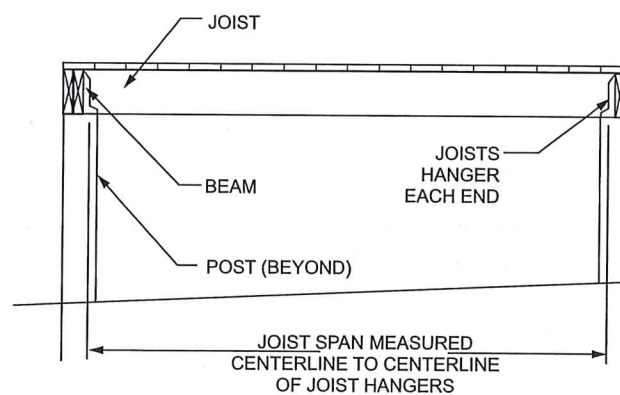 JOIST
JOISTS
HANGER
EACH END
BEAM
POST (BEYOND)
JOIST SPAN MEASURED
CENTERLINE TO CENTERLINE
OF JOIST HANGERS